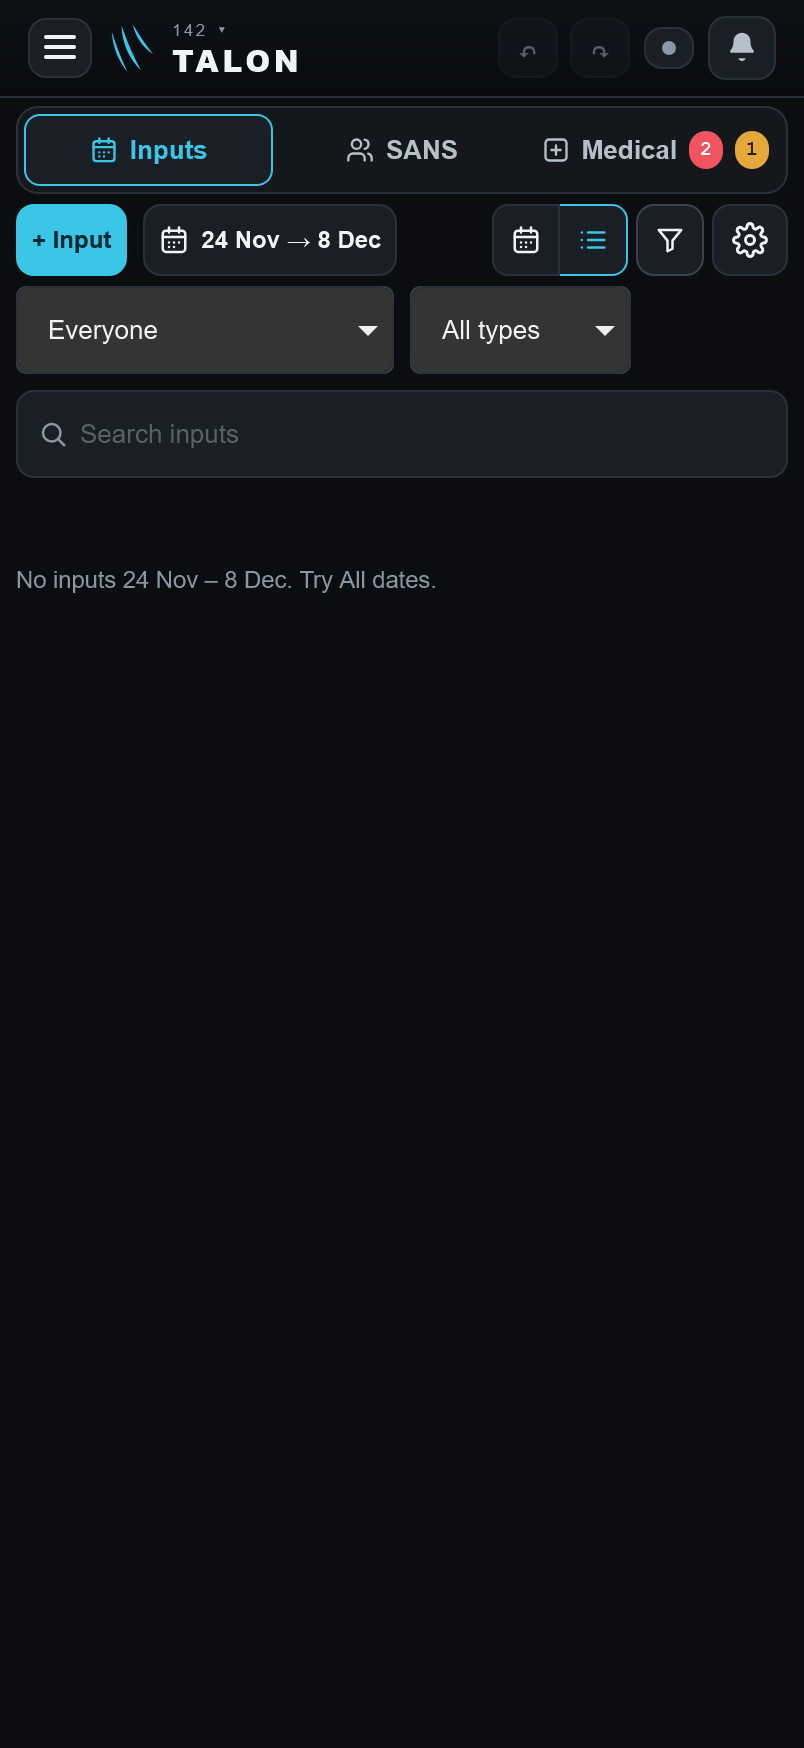 142 ▾
TALON
Inputs
SANS
Medical 2 1
+ Input
24 Nov → 8 Dec
Everyone
All types
Search inputs
No inputs 24 Nov – 8 Dec. Try All dates.